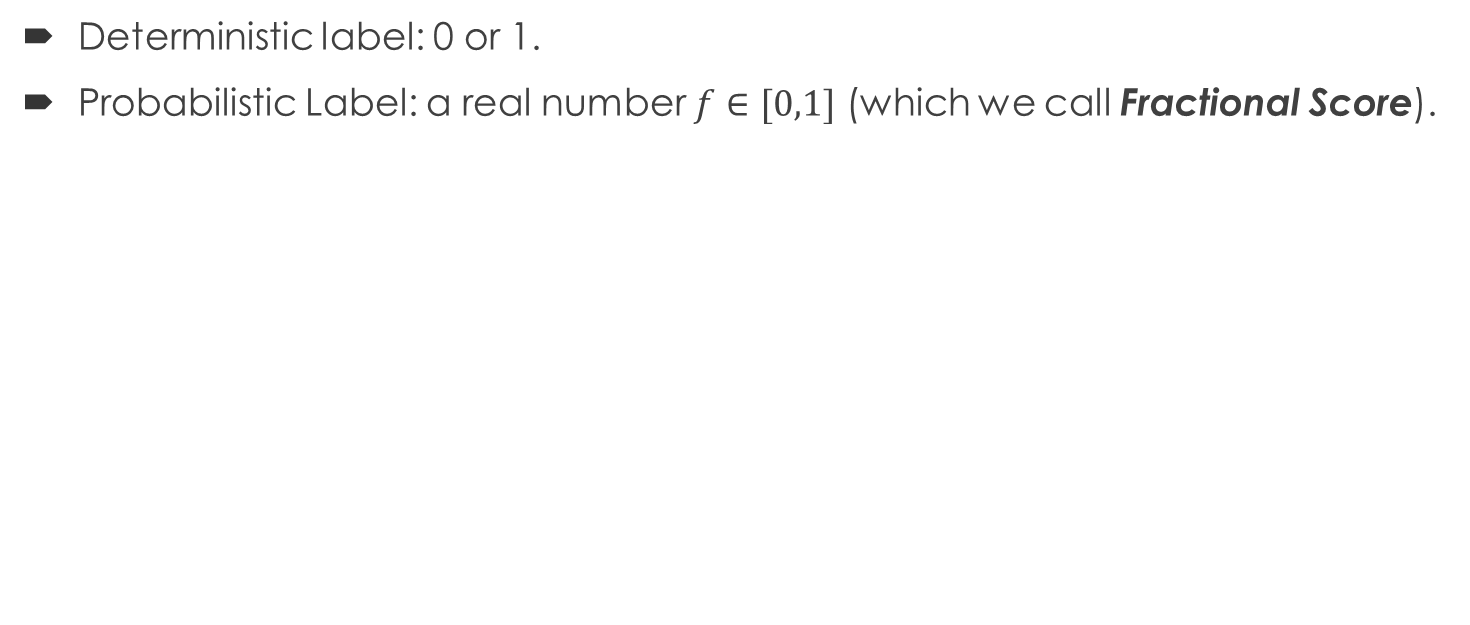 Deterministic label: 0 or 1.
Probabilistic Label: a real number f ∈ [0,1] (which we call Fractional Score).